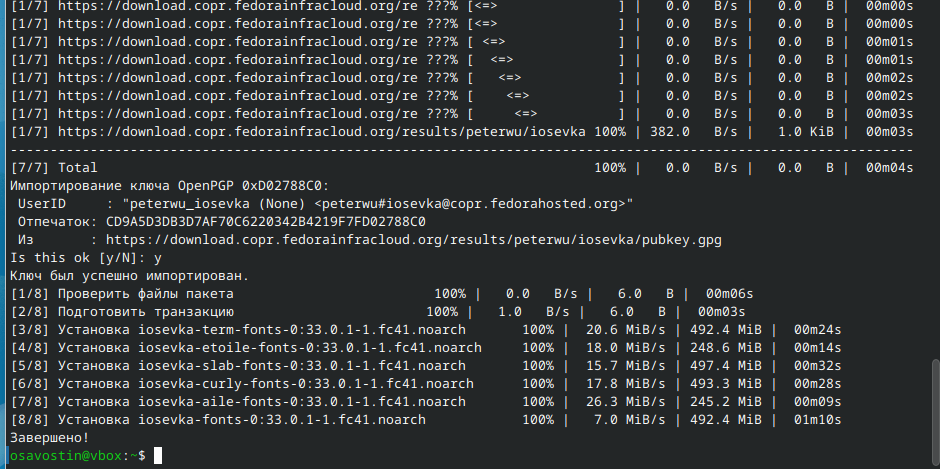 [1/7] https://download.copr.fedorainfracloud.org/re ???% [<=>               ] |   0.0   B/s |   0.0   B |  00m00s
[1/7] https://download.copr.fedorainfracloud.org/re ???% [<=>               ] |   0.0   B/s |   0.0   B |  00m00s
[1/7] https://download.copr.fedorainfracloud.org/re ???% [ <=>              ] |   0.0   B/s |   0.0   B |  00m01s
[1/7] https://download.copr.fedorainfracloud.org/re ???% [  <=>             ] |   0.0   B/s |   0.0   B |  00m01s
[1/7] https://download.copr.fedorainfracloud.org/re ???% [   <=>            ] |   0.0   B/s |   0.0   B |  00m02s
[1/7] https://download.copr.fedorainfracloud.org/re ???% [    <=>           ] |   0.0   B/s |   0.0   B |  00m02s
[1/7] https://download.copr.fedorainfracloud.org/re ???% [     <=>          ] |   0.0   B/s |   0.0   B |  00m03s
[1/7] https://download.copr.fedorainfracloud.org/results/peterwu/iosevka 100% | 382.0   B/s |   1.0 KiB |  00m03s
-----------------------------------------------------------------------------------------------------------------
[7/7] Total                                                              100% |   0.0   B/s |   0.0   B |  00m04s
Импортирование ключа OpenPGP 0xD02788C0:
 UserID     : "peterwu_iosevka (None) <peterwu#iosevka@copr.fedorahosted.org>"
 Отпечаток: CD9A5D3DB3D7AF70C6220342B4219F7FD02788C0
 Из       : https://download.copr.fedorainfracloud.org/results/peterwu/iosevka/pubkey.gpg
Is this ok [y/N]: y
Ключ был успешно импортирован.
[1/8] Проверить файлы пакета                         100% |   0.0   B/s |   6.0   B |  00m06s
[2/8] Подготовить транзакцию                        100% |   1.0   B/s |   6.0   B |  00m03s
[3/8] Установка iosevka-term-fonts-0:33.0.1-1.fc41.noarch       100% |  20.6 MiB/s | 492.4 MiB |  00m24s
[4/8] Установка iosevka-etoile-fonts-0:33.0.1-1.fc41.noarch     100% |  18.0 MiB/s | 248.6 MiB |  00m14s
[5/8] Установка iosevka-slab-fonts-0:33.0.1-1.fc41.noarch       100% |  15.7 MiB/s | 497.4 MiB |  00m32s
[6/8] Установка iosevka-curly-fonts-0:33.0.1-1.fc41.noarch      100% |  17.8 MiB/s | 493.3 MiB |  00m28s
[7/8] Установка iosevka-aile-fonts-0:33.0.1-1.fc41.noarch       100% |  26.3 MiB/s | 245.2 MiB |  00m09s
[8/8] Установка iosevka-fonts-0:33.0.1-1.fc41.noarch            100% |   7.0 MiB/s | 492.4 MiB |  01m10s
Завершено!
osavostin@vbox:~$